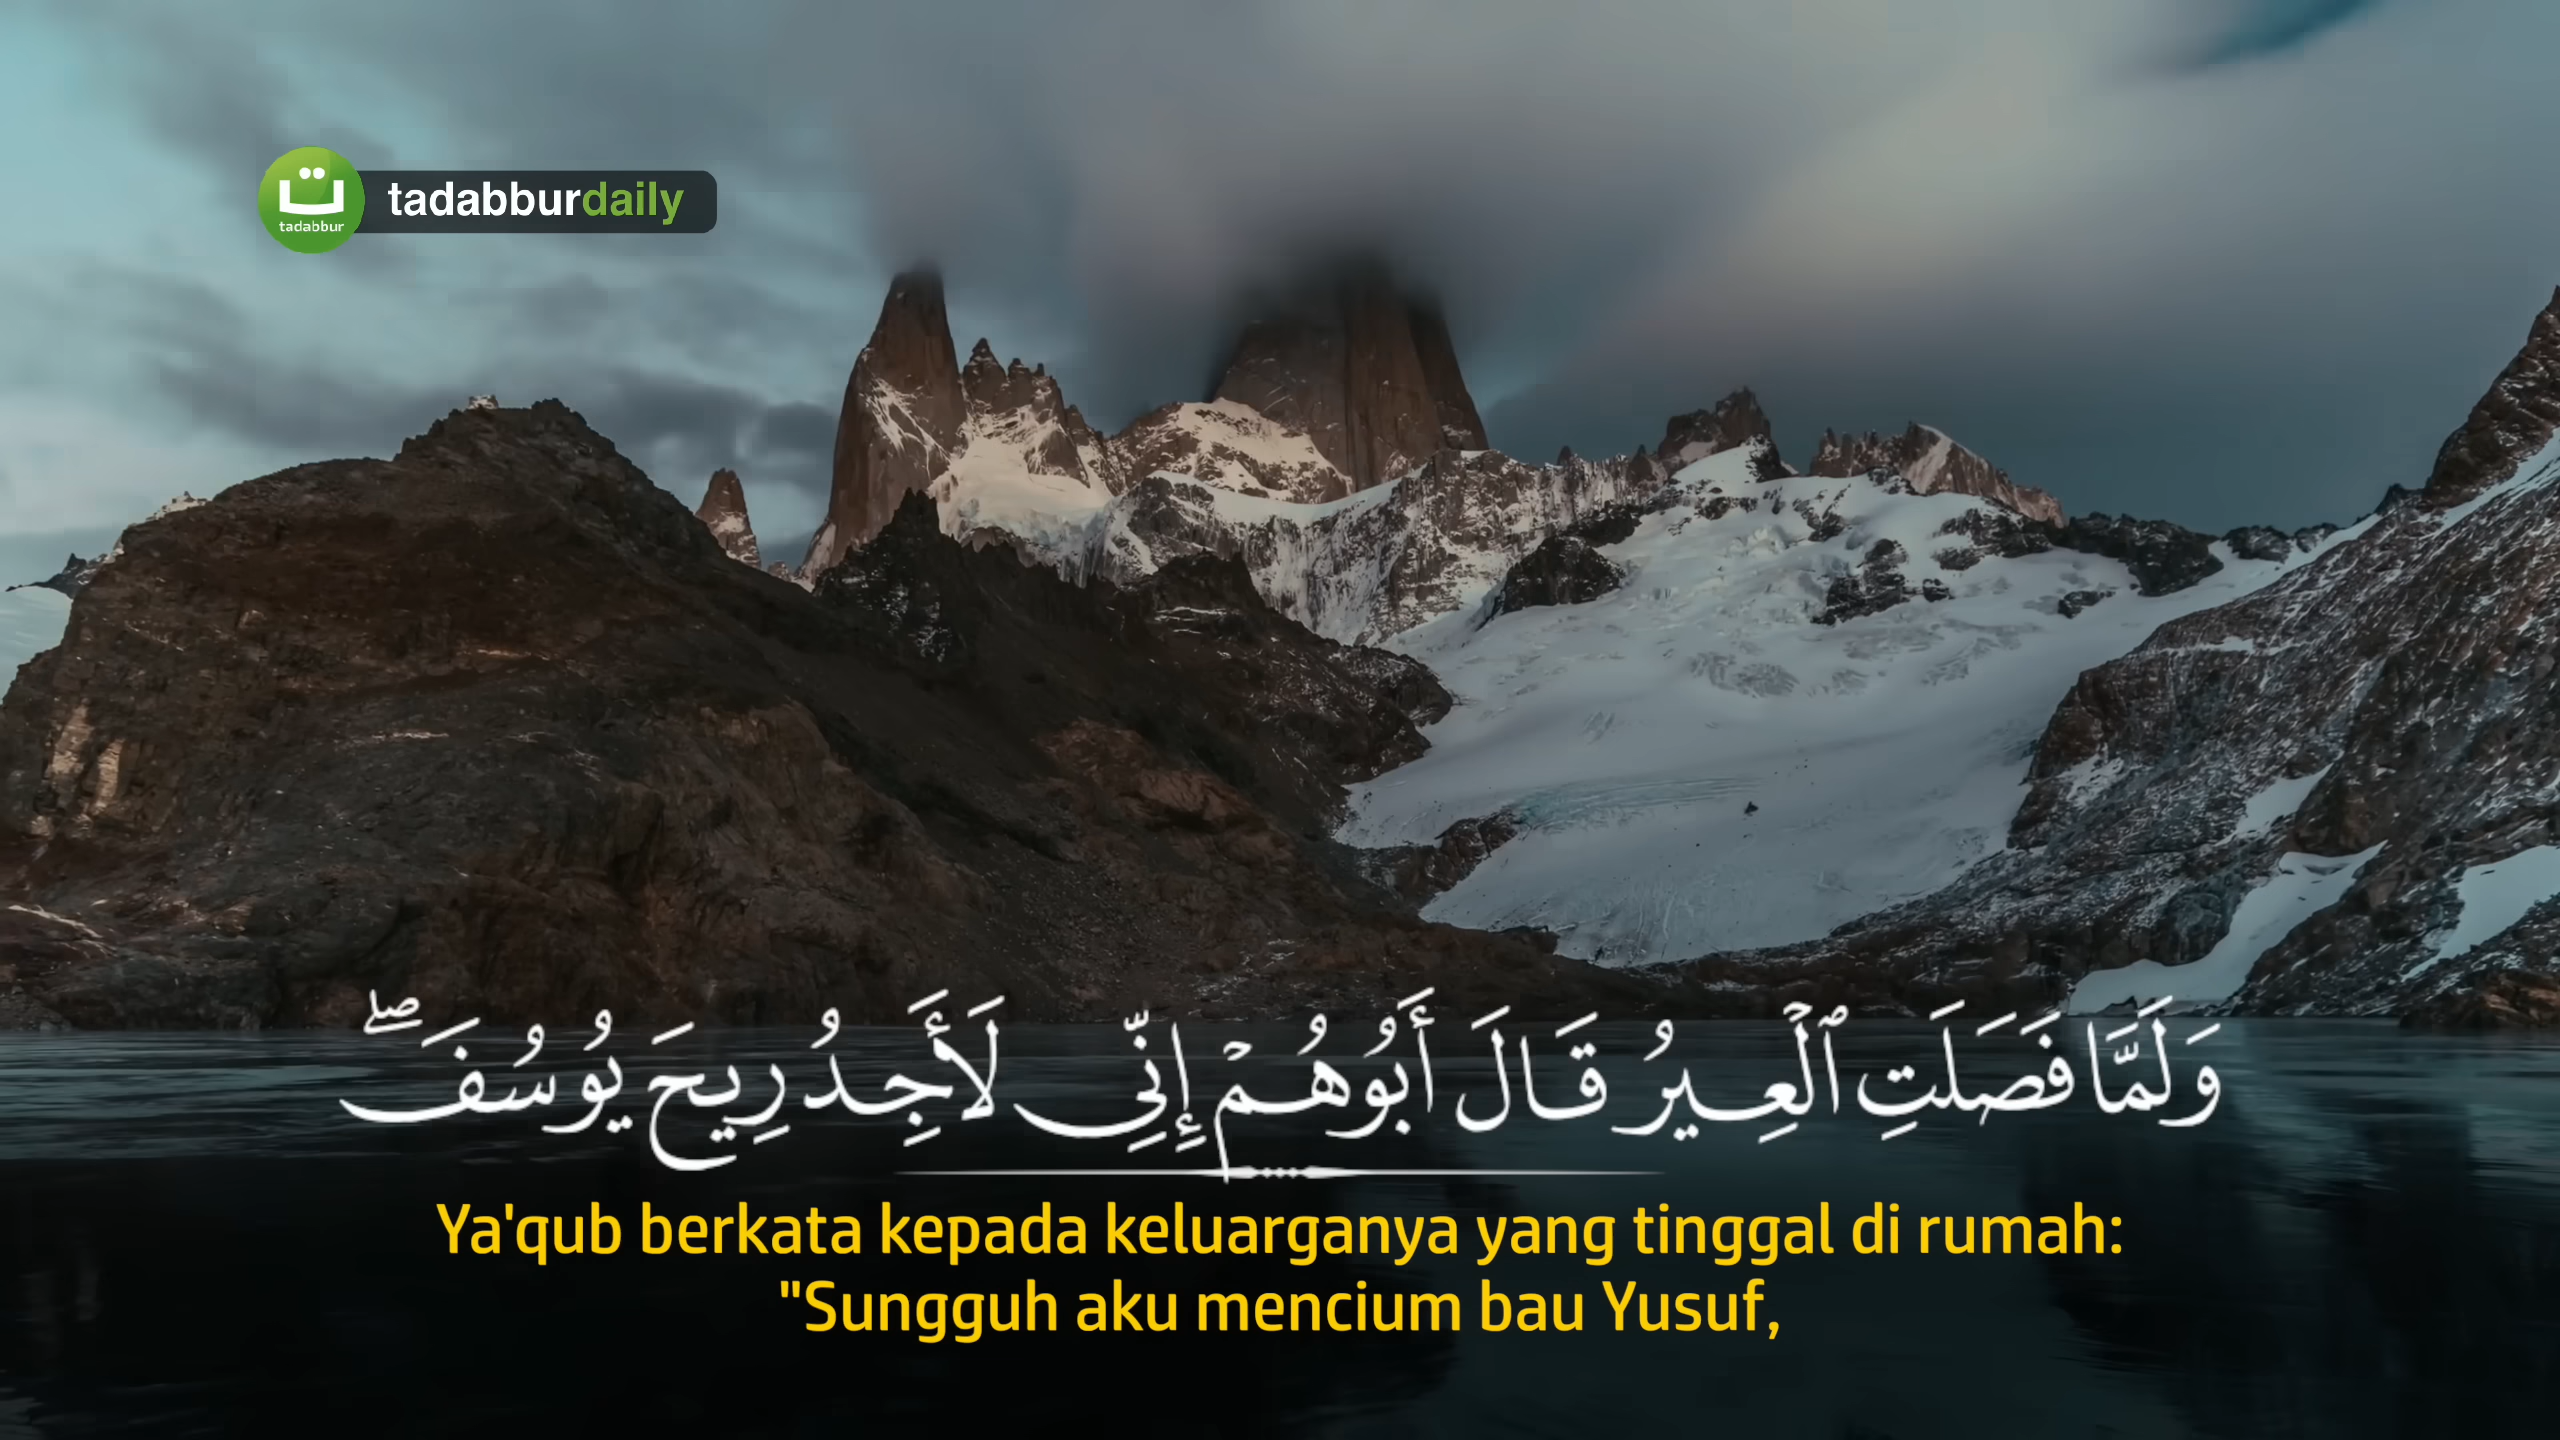 ت
tadabbur
tadabburdaily
وَلَمَّا فَصَلَتِ ٱلْعِيرُ قَالَ أَبُوهُمْ إِنِّي لَأَجِدُ رِيحَ يُوسُفَ ۖ
Ya'qub berkata kepada keluarganya yang tinggal di rumah:
"Sungguh aku mencium bau Yusuf,